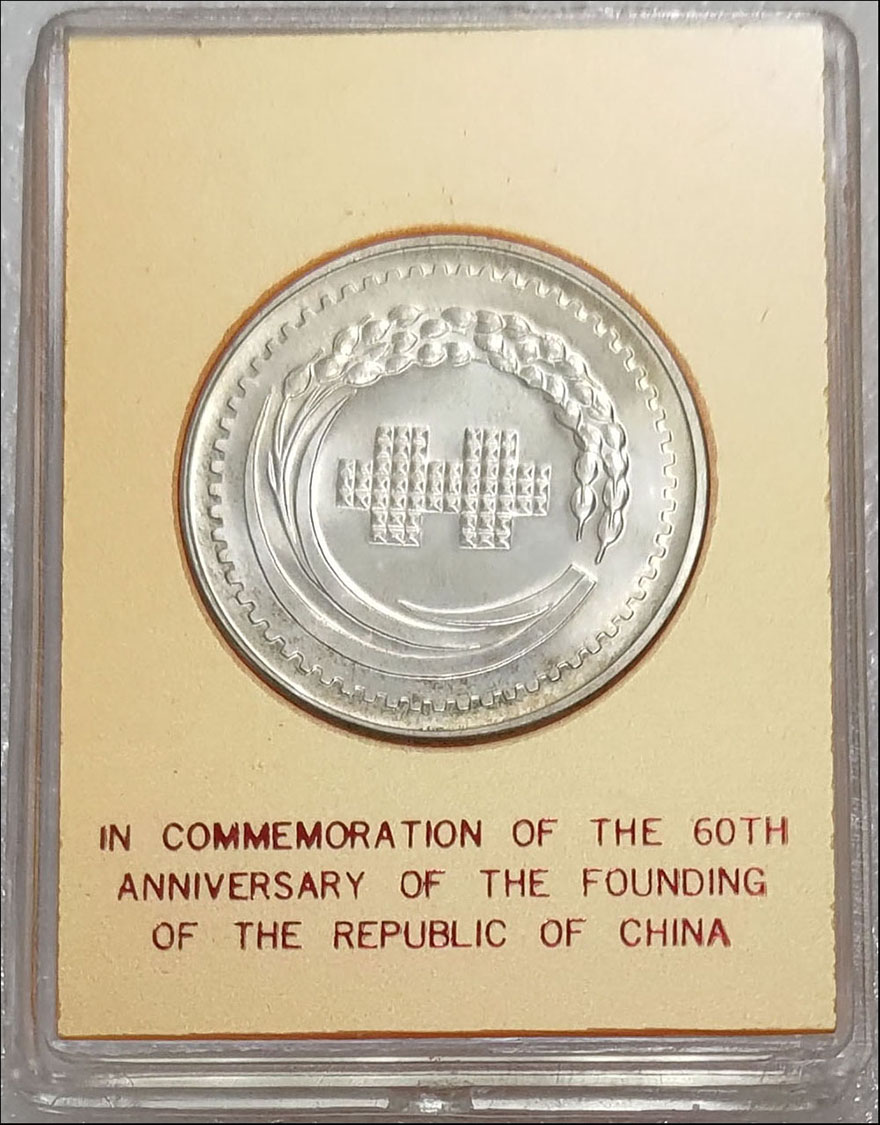 IN COMMEMORATION OF THE 60TH
ANNIVERSARY OF THE FOUNDING
OF THE REPUBLIC OF CHINA